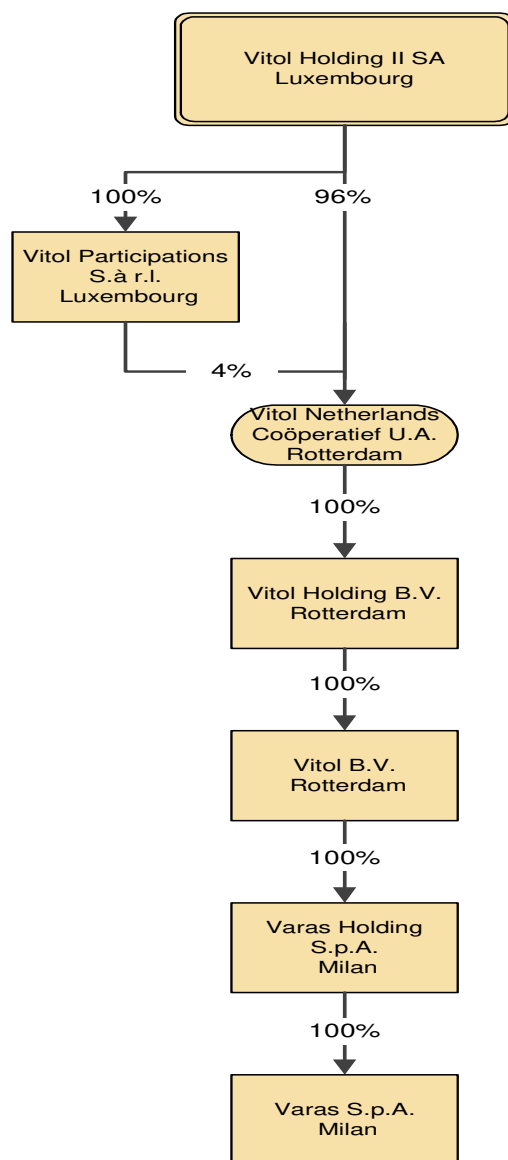 Vitol Holding II SA
Luxembourg
100%
96%
Vitol Participations
S.à r.l.
Luxembourg
4%
Vitol Netherlands
Coöperatief U.A.
Rotterdam
100%
Vitol Holding B.V.
Rotterdam
100%
Vitol B.V.
Rotterdam
100%
Varas Holding
S.p.A.
Milan
100%
Varas S.p.A.
Milan